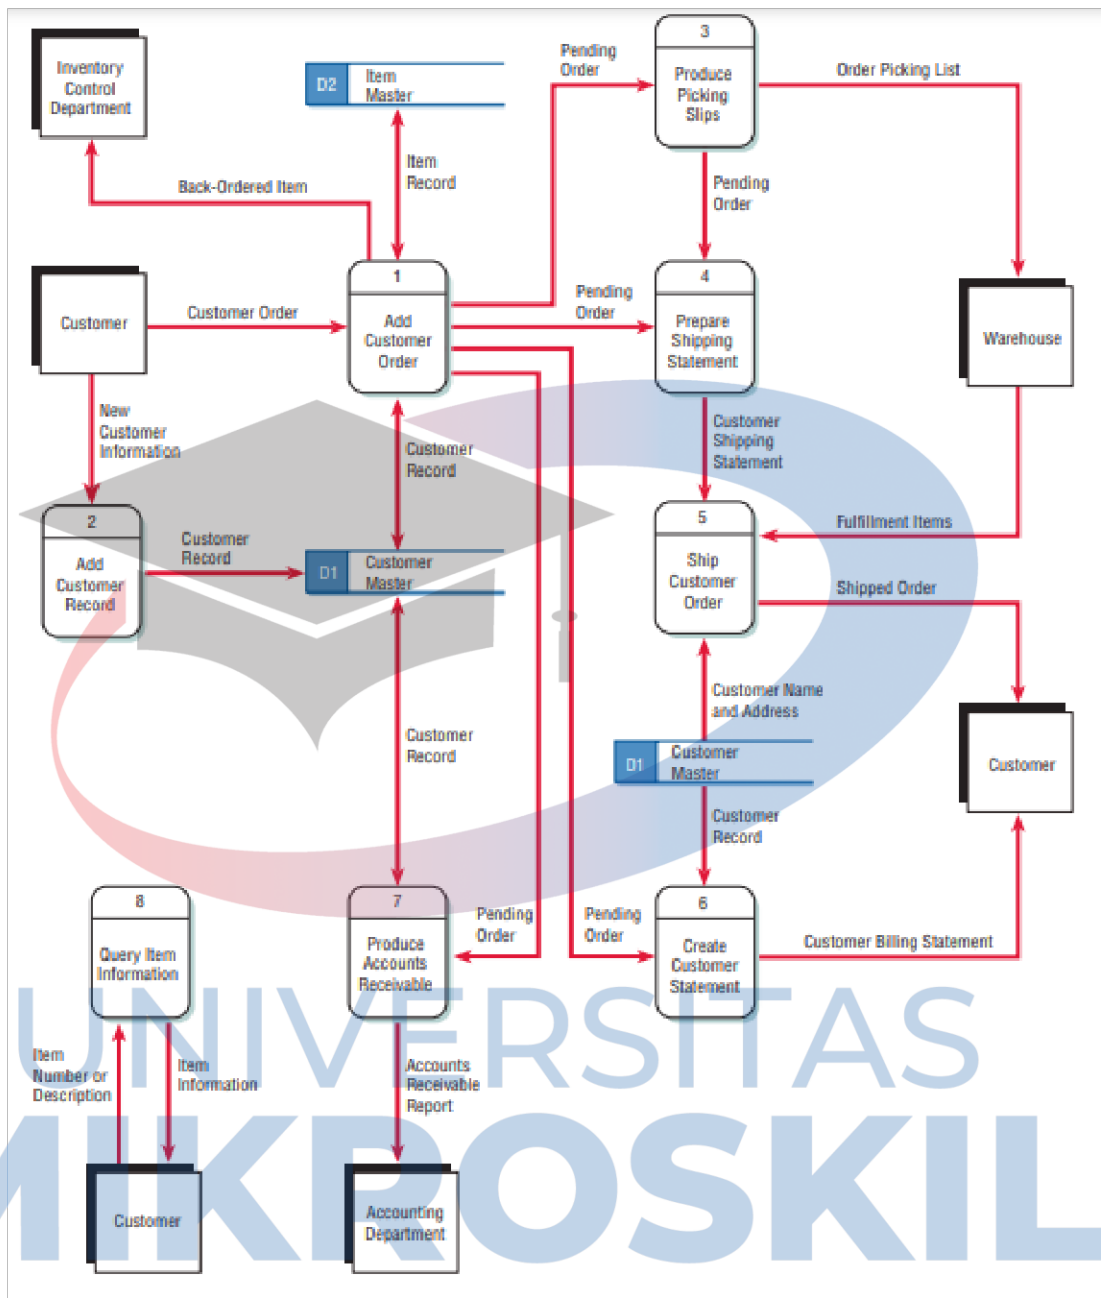 3
Pending
Order
Produce
Picking
Slips
Order Picking List
Inventory
Control
Department
D2
Item
Master
Item
Record
Back-Ordered Item
Pending
Order
1
Add
Customer
Order
Customer
Customer Order
Pending
Order
4
Prepare
Shipping
Statement
Warehouse
New
Customer
Information
Customer
Record
Customer
Shipping
Statement
2
Add
Customer
Record
Customer
Record
D1
Customer
Master
5
Ship
Customer
Order
Fulfillment Items
Shipped Order
Customer Name
and Address
Customer
Record
D1
Customer
Master
Customer
Customer
Record
8
Query Item
Information
7
Produce
Accounts
Receivable
Pending
Order
Pending
Order
6
Create
Customer
Statement
Customer Billing Statement
Item
Number or
Description
Item
Information
Accounts
Receivable
Report
Customer
Accounting
Department
UNIVERSITAS
MIKROSKIL